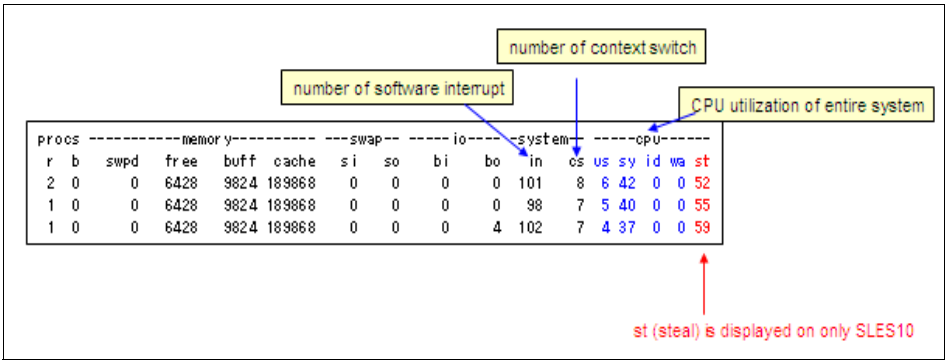 number of context switch
number of software interrupt
CPU utilization of entire system
procs -----------memory---------- ---swap-- -----io---- --system-- -----cpu------
r b swpd free buff cache si so bi bo in cs us sy id wa st
2 0 0 6428 9824 189868 0 0 0 0 101 8 6 42 0 0 52
1 0 0 6428 9824 189868 0 0 0 0 98 7 5 40 0 0 55
1 0 0 6428 9824 189868 0 0 0 4 102 7 4 37 0 0 59
st (steal) is displayed on only SLES10